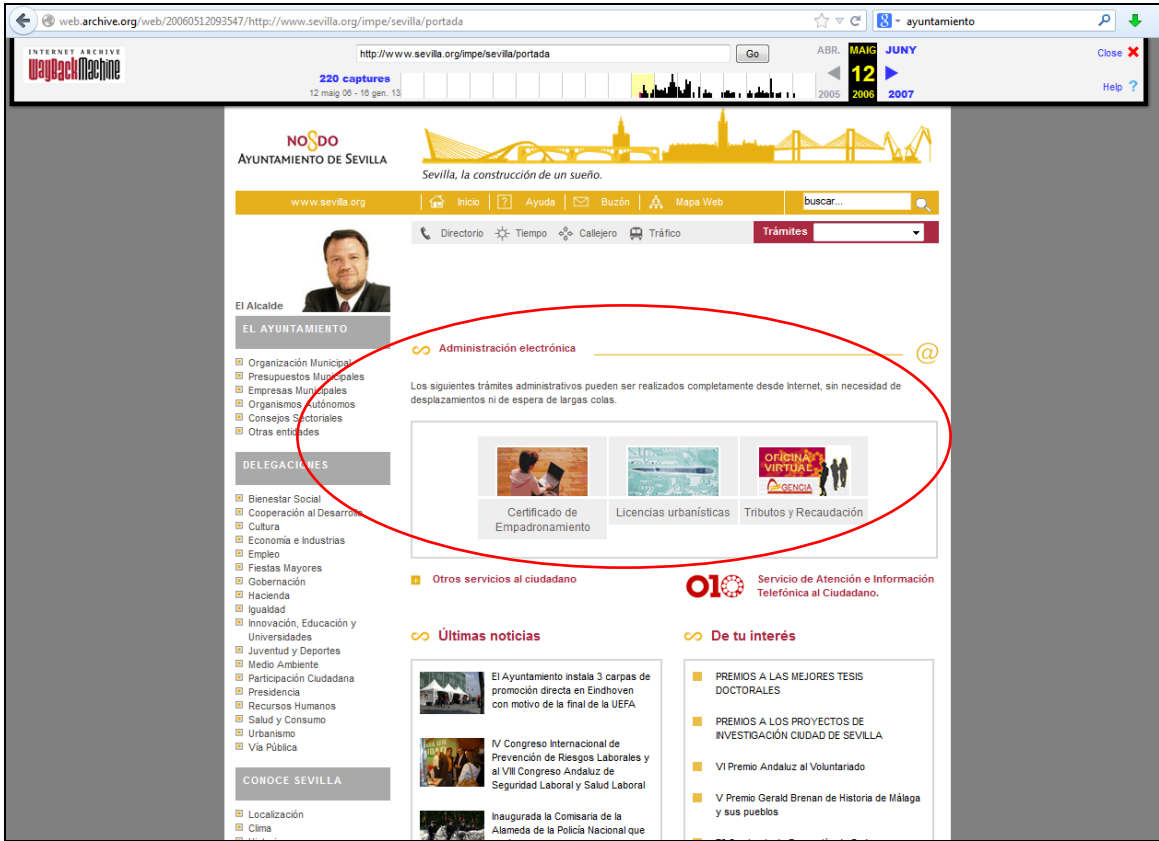 web.archive.org/web/20060512093547/http://www.sevilla.org/impe/sevilla/portada
ayuntamiento
INTERNET ARCHIVE
WayBackMachine
http://www.sevilla.org/impe/sevilla/portada
Go
ABR. MAIG JUNY
Close
220 captures
12 maig 06 - 16 gen. 13
12
2005 2006 2007
Help ?
NO8DO
AYUNTAMIENTO DE SEVILLA
Sevilla, la construcción de un sueño.
www.sevilla.org
Inicio
? Ayuda
Buzón
Mapa Web
buscar...
Directorio
Tiempo
Callejero
Tráfico
Trámites
El Alcalde
EL AYUNTAMIENTO
Organización Municipal
Presupuestos Municipales
Empresas Municipales
Organismos Autónomos
Consejos Sectoriales
Otras entidades
DELEGACIONES
Bienestar Social
Cooperación al Desarrollo
Cultura
Economía e Industrias
Empleo
Fiestas Mayores
Gobernación
Hacienda
Igualdad
Innovación, Educación y
Universidades
Juventud y Deportes
Medio Ambiente
Participación Ciudadana
Presidencia
Recursos Humanos
Salud y Consumo
Urbanismo
Vía Pública
CONOCE SEVILLA
Localización
Clima
Administración electrónica
@
Los siguientes trámites administrativos pueden ser realizados completamente desde Internet, sin necesidad de
desplazamientos ni de espera de largas colas.
OFICINA
VIRTUAL
AGENCIA
Certificado de
Empadronamiento
Licencias urbanísticas
Tributos y Recaudación
Otros servicios al ciudadano
010
Servicio de Atención e Información
Telefónica al Ciudadano.
Últimas noticias
El Ayuntamiento instala 3 carpas de
promoción directa en Eindhoven
con motivo de la final de la UEFA
IV Congreso Internacional de
Prevención de Riesgos Laborales y
al VIII Congreso Andaluz de
Seguridad Laboral y Salud Laboral
Inaugurada la Comisaria de la
Alameda de la Policía Nacional que
De tu interés
PREMIOS A LAS MEJORES TESIS
DOCTORALES
PREMIOS A LOS PROYECTOS DE
INVESTIGACIÓN CIUDAD DE SEVILLA
VI Premio Andaluz al Voluntariado
V Premio Gerald Brenan de Historia de Málaga
y sus pueblos